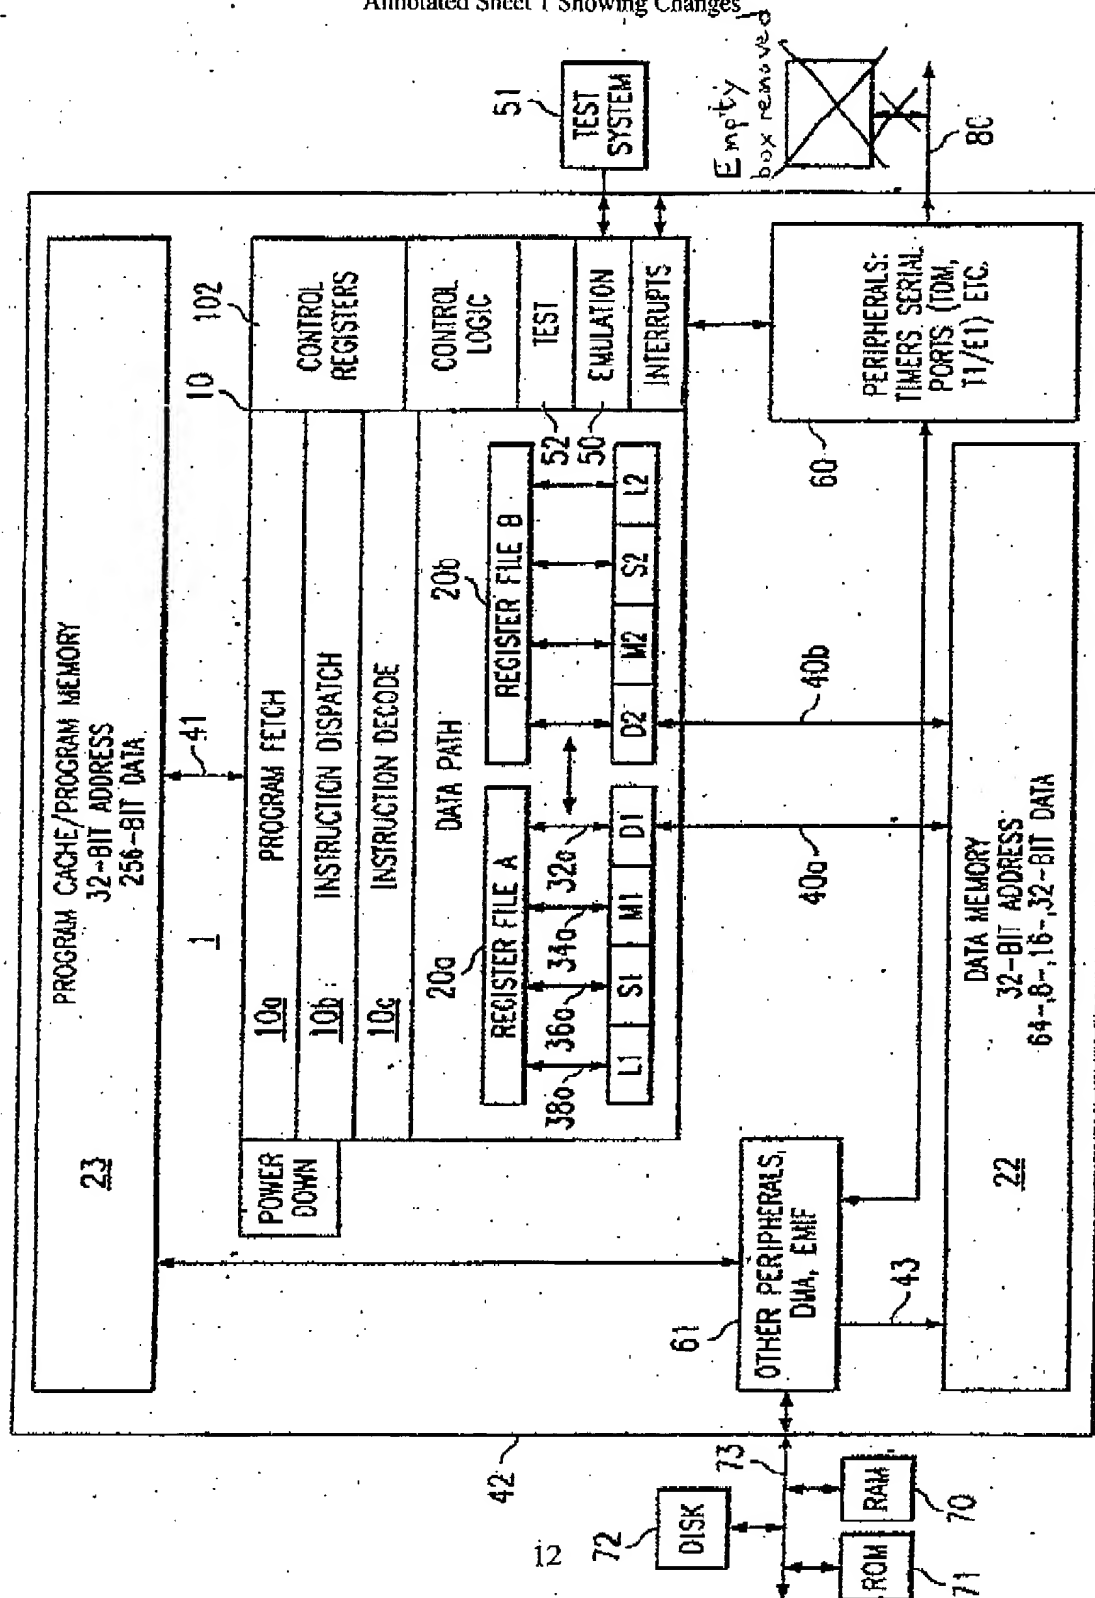 Annotated Sheet 1 Showing Changes
PROGRAM CACHE/PROGRAM MEMORY
32-BIT ADDRESS
256-BIT DATA
23
41
1
POWER
DOWN
10a
PROGRAM FETCH
10b
INSTRUCTION DISPATCH
10c
INSTRUCTION DECODE
10
102
CONTROL
REGISTERS
CONTROL
LOGIC
TEST
EMULATION
INTERRUPTS
52
50
51
TEST
SYSTEM
Empty
box removed
80
DATA PATH
20a
REGISTER FILE A
20b
REGISTER FILE B
38a
36a
34a
32a
L1
S1
M1
D1
D2
M2
S2
L2
40a
40b
60
PERIPHERALS:
TIMERS, SERIAL
PORTS (TDM,
T1/E1) ETC.
61
OTHER PERIPHERALS,
DMA, EMIF
43
DATA MEMORY
32-BIT ADDRESS
64-,8-,16-,32-BIT DATA
22
42
73
72
DISK
RAM
70
ROM
71
12